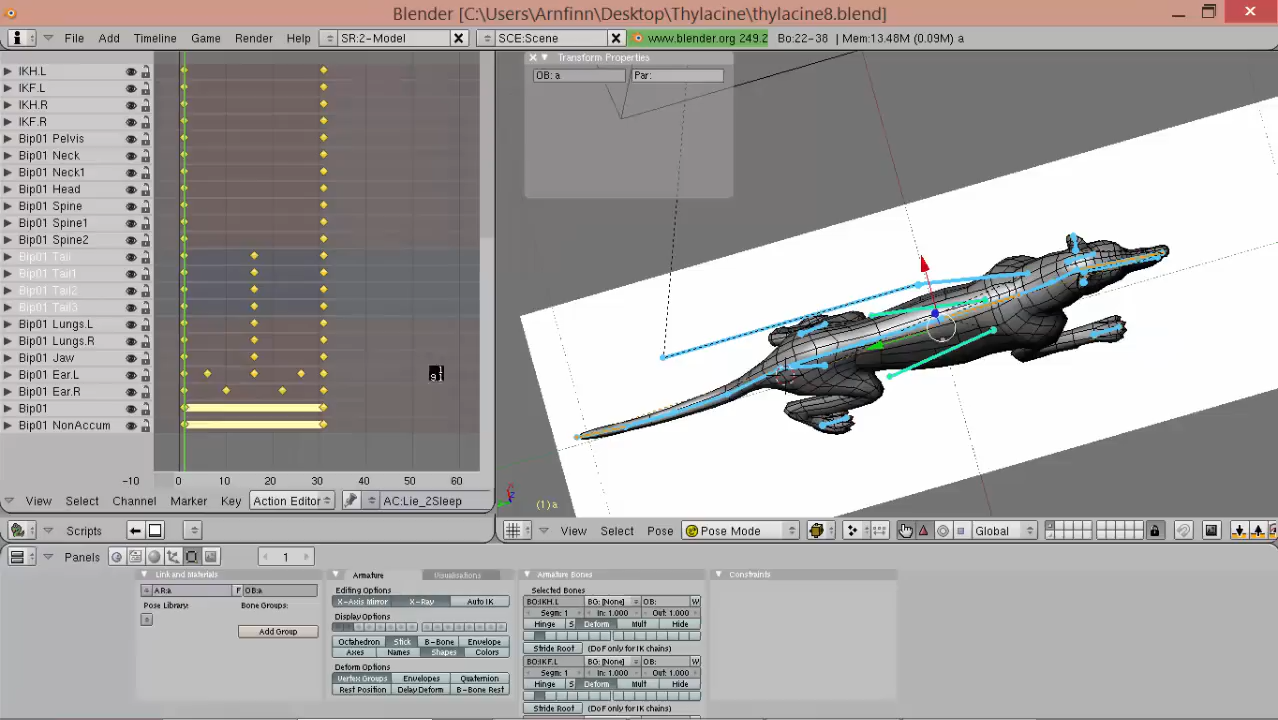 Blender [C:\Users\Arnfinn\Desktop\Thylacine\thylacine8.blend]
File Add Timeline Game Render Help SR:2-Model SCE:Scene www.blender.org 249.2 Bo:22-36 | Mem:13.48M (0.09M) a
IKH.L
IKF.L
IKH.R
IKF.R
Bip01 Pelvis
Bip01 Neck
Bip01 Neck1
Bip01 Head
Bip01 Spine
Bip01 Spine1
Bip01 Spine2
Bip01 Tail
Bip01 Tail1
Bip01 Tail2
Bip01 Tail3
Bip01 Lungs.L
Bip01 Lungs.R
Bip01 Jaw
Bip01 Ear.L
Bip01 Ear.R
Bip01
Bip01 NonAccum
-10 0 10 20 30 40 50 60
View Select Channel Marker Key Action Editor AC:Lie_2Sleep
Scripts
Transform Properties
OB: a Par:
(1) a
View Select Pose Pose Mode Global
Panels 1
Link and Materials
AR:a F OB:a
Pose Library: Bone Groups:
Add Group
Armature Visualisations
Editing Options
X-Axis Mirror X-Ray Auto IK
Display Options
Octahedron Stick B-Bone Envelope
Axes Names Shapes Colors
Deform Options
Vertex Groups Envelopes Quaternion
Rest Position Delay Deform B-Bone Rest
Armature Bones
Selected Bones
BO:IKH.L BG: [None] OB: W
Segm: 1 In: 1.000 Out: 1.000
Hinge S Deform Mult Hide
Stride Root (DoF only for IK chains)
BO:IKF.L BG: [None] OB: W
Segm: 1 In: 1.000 Out: 1.000
Hinge S Deform Mult Hide
Stride Root (DoF only for IK chains)
Constraints